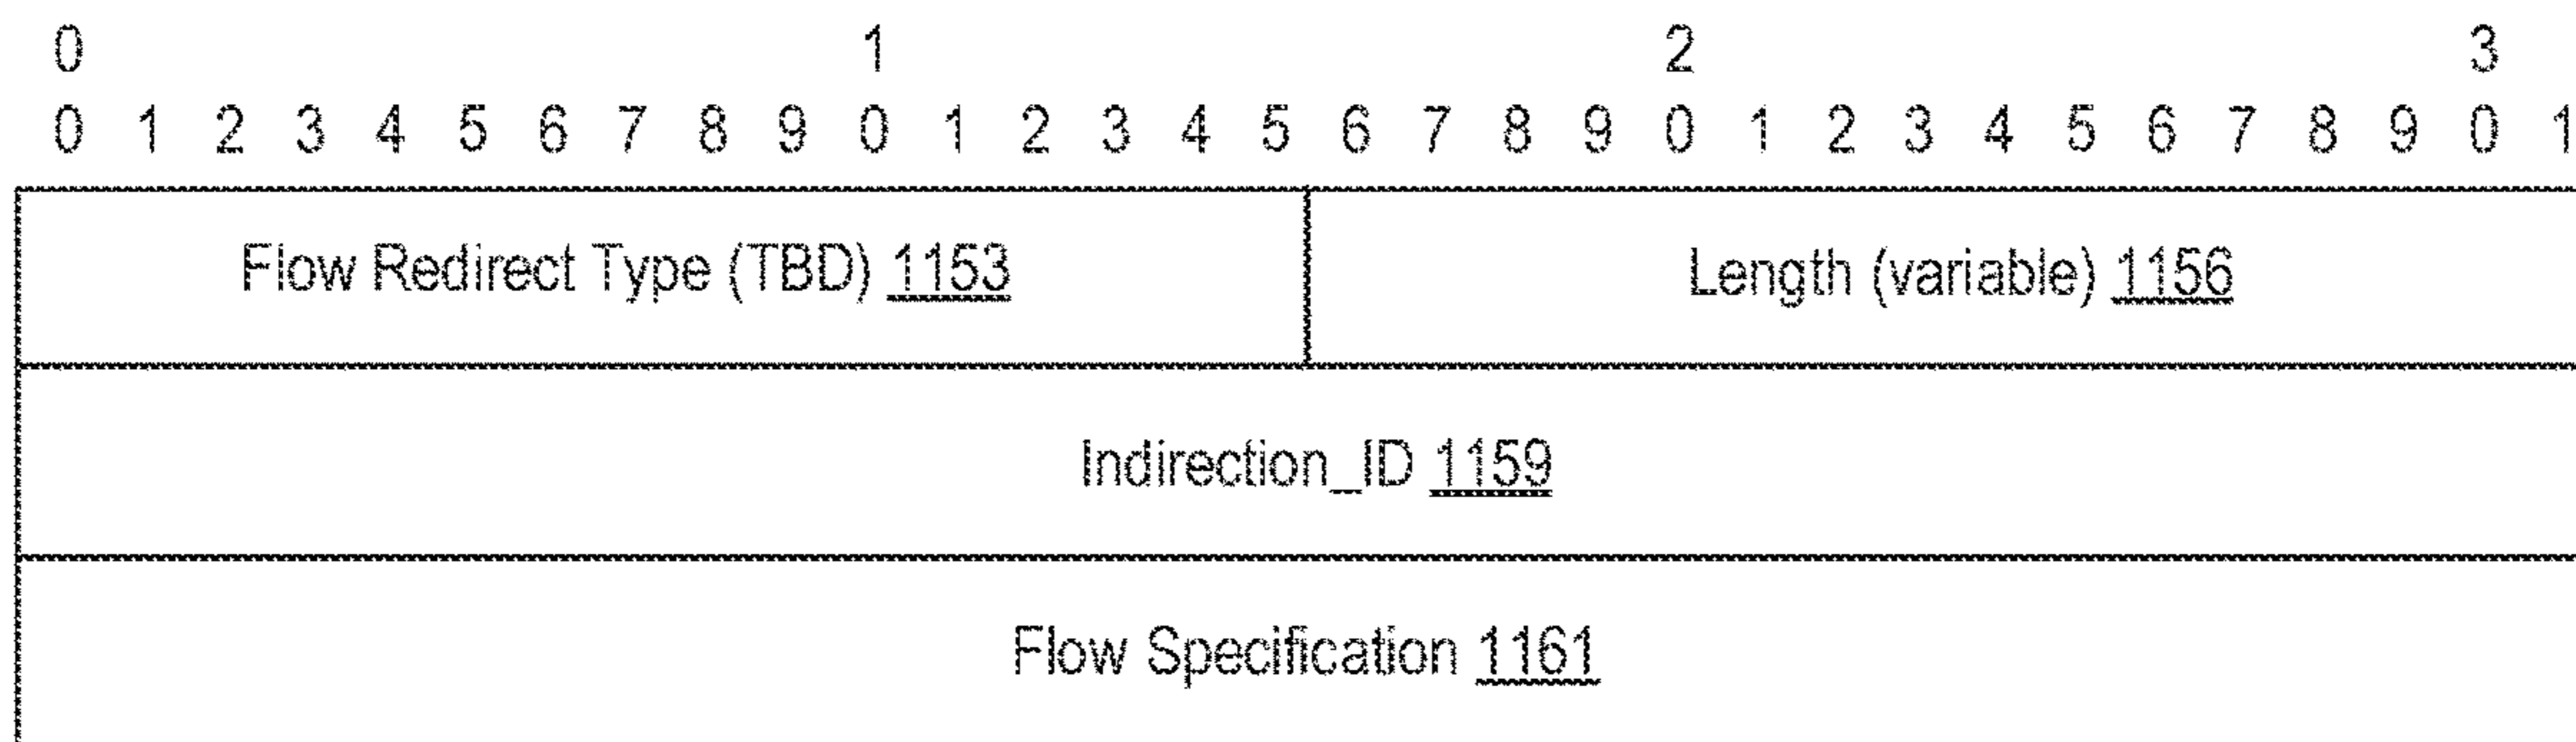 0 1 2 3
0 1 2 3 4 5 6 7 8 9 0 1 2 3 4 5 6 7 8 9 0 1 2 3 4 5 6 7 8 9 0 1
Flow Redirect Type (TBD) 1153 Length (variable) 1156
Indirection_ID 1159
Flow Specification 1161